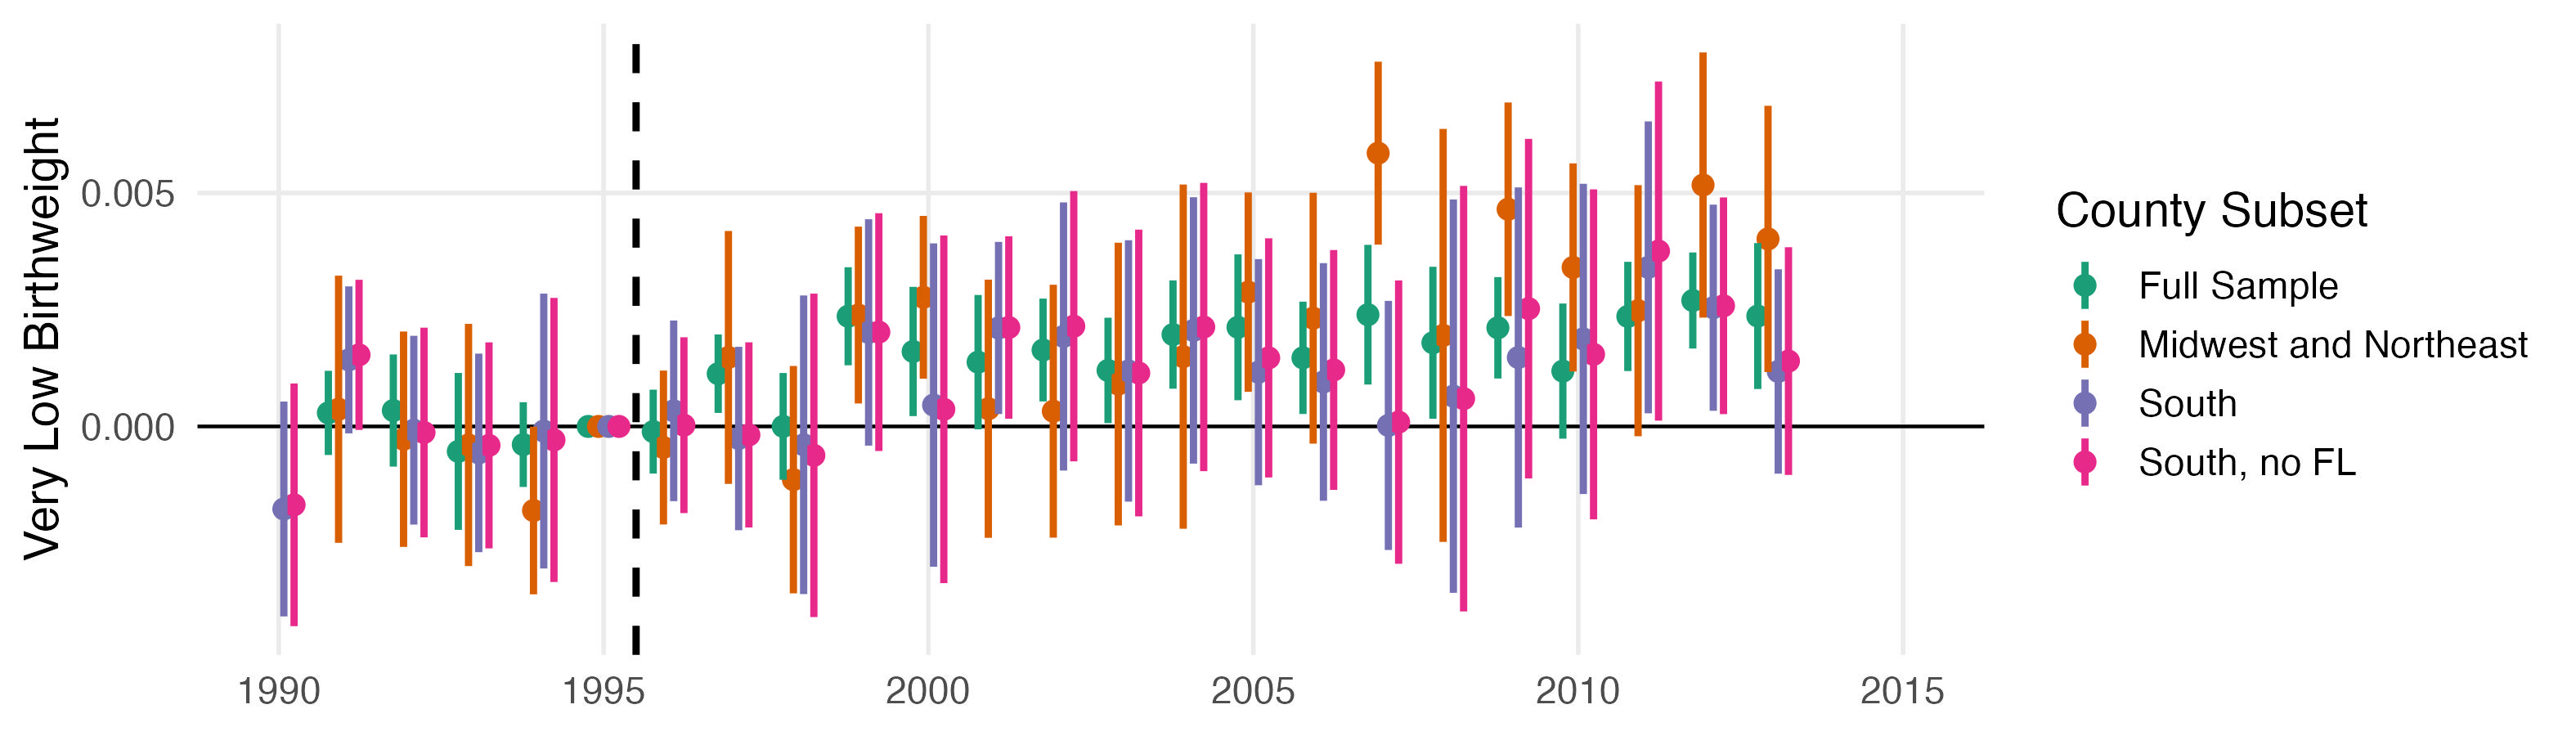 Very Low Birthweight
0.005
0.000
1990 1995 2000 2005 2010 2015
County Subset
Full Sample
Midwest and Northeast
South
South, no FL